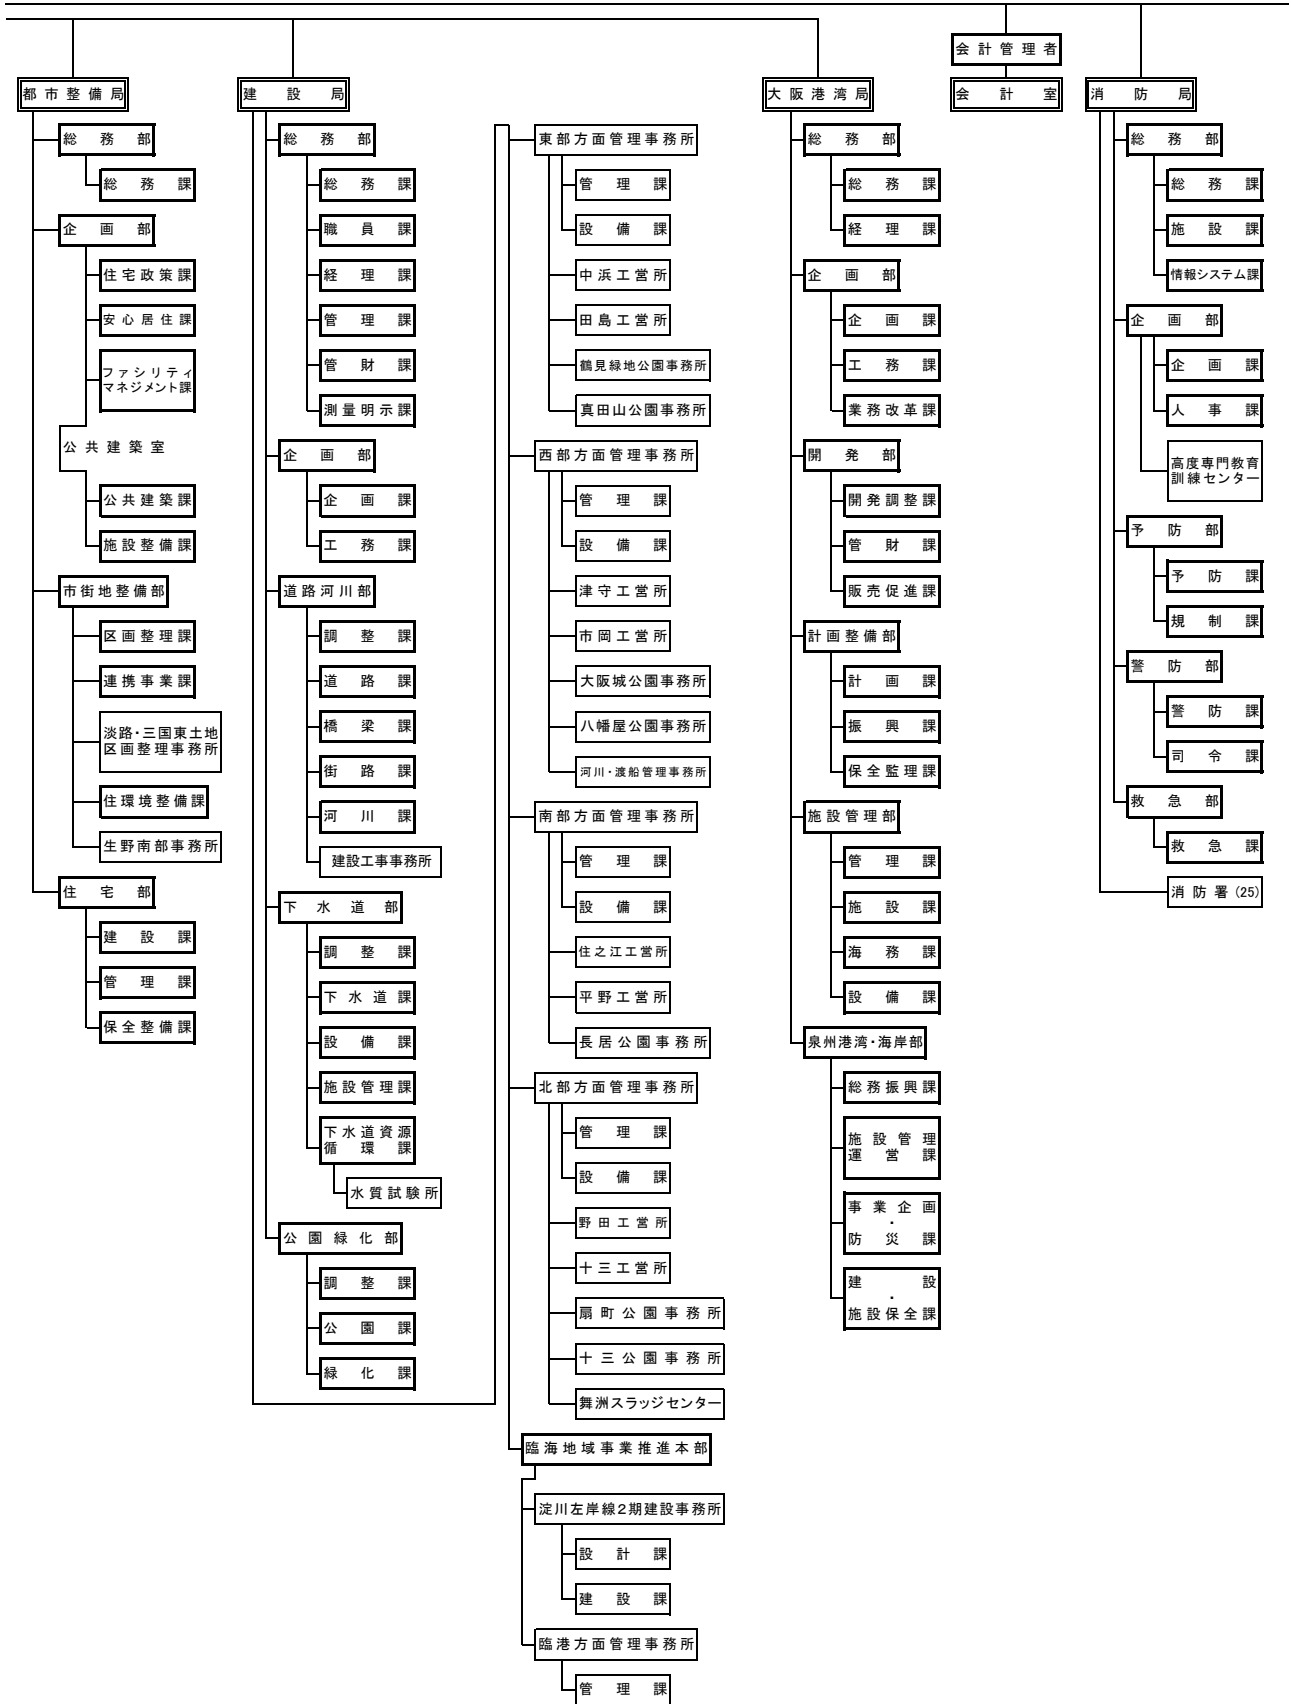 都市整備局
総務部
総務課
企画部
住宅政策課
安心居住課
ファシリティ
マネジメント課
公共建築室
公共建築課
施設整備課
市街地整備部
区画整理課
連携事業課
淡路・三国東土地
区画整理事務所
住環境整備課
生野南部事務所
住宅部
建設課
管理課
保全整備課
建設局
総務部
総務課
職員課
経理課
管理課
管財課
測量明示課
企画部
企画課
工務課
道路河川部
調整課
道路課
橋梁課
街路課
河川課
建設工事事務所
下水道部
調整課
下水道課
設備課
施設管理課
下水道資源
循環課
水質試験所
公園緑化部
調整課
公園課
緑化課
東部方面管理事務所
管理課
設備課
中浜工営所
田島工営所
鶴見緑地公園事務所
真田山公園事務所
西部方面管理事務所
管理課
設備課
津守工営所
市岡工営所
大阪城公園事務所
八幡屋公園事務所
河川・渡船管理事務所
南部方面管理事務所
管理課
設備課
住之江工営所
平野工営所
長居公園事務所
北部方面管理事務所
管理課
設備課
野田工営所
十三工営所
扇町公園事務所
十三公園事務所
舞洲スラッジセンター
臨海地域事業推進本部
淀川左岸線2期建設事務所
設計課
建設課
臨港方面管理事務所
管理課
大阪港湾局
総務部
総務課
経理課
企画部
企画課
工務課
業務改革課
開発部
開発調整課
管財課
販売促進課
計画整備部
計画課
振興課
保全監理課
施設管理部
管理課
施設課
海務課
設備課
泉州港湾・海岸部
総務振興課
施設管理
運営課
事業企画
・
防災課
建設
・
施設保全課
会計管理者
会計室
消防局
総務部
総務課
施設課
情報システム課
企画部
企画課
人事課
高度専門教育
訓練センター
予防部
予防課
規制課
警防部
警防課
司令課
救急部
救急課
消防署(25)